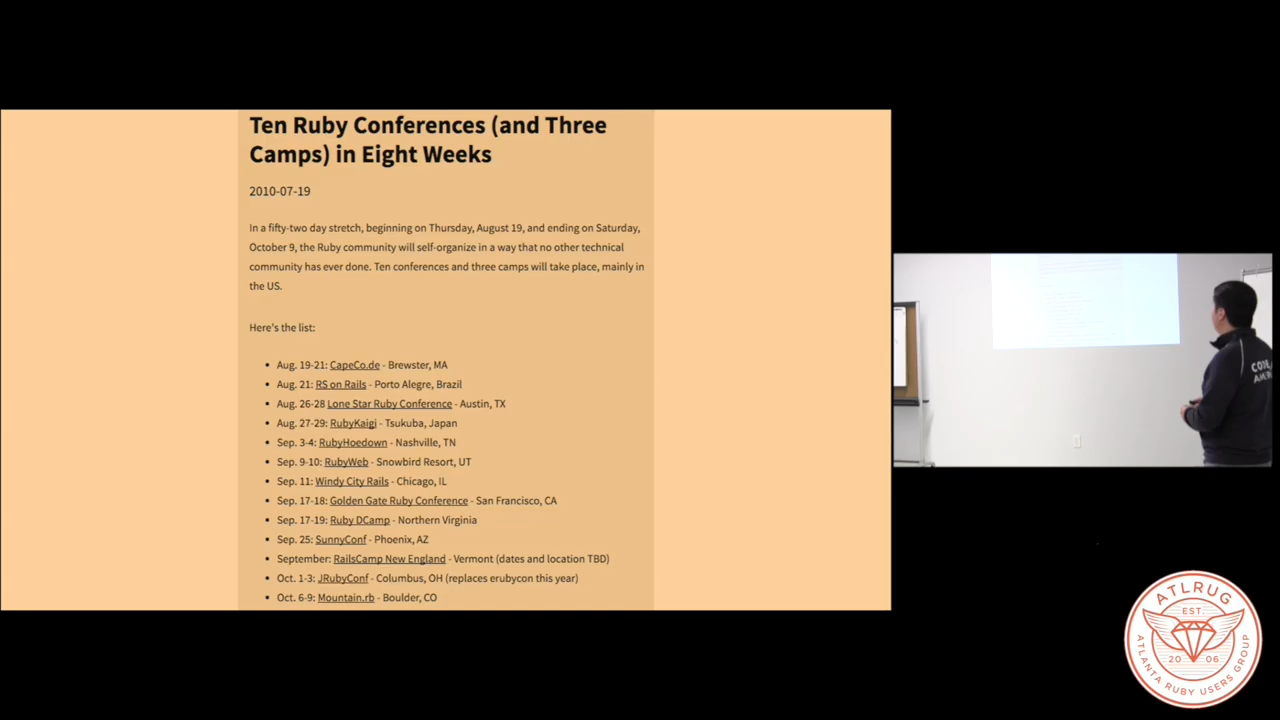 Ten Ruby Conferences (and Three
Camps) in Eight Weeks
2010-07-19
In a fifty-two day stretch, beginning on Thursday, August 19, and ending on Saturday,
October 9, the Ruby community will self-organize in a way that no other technical
community has ever done. Ten conferences and three camps will take place, mainly in
the US.
Here's the list:
• Aug. 19-21: CapeCo.de - Brewster, MA
• Aug. 21: RS on Rails - Porto Alegre, Brazil
• Aug. 26-28 Lone Star Ruby Conference - Austin, TX
• Aug. 27-29: RubyKaigi - Tsukuba, Japan
• Sep. 3-4: RubyHoedown - Nashville, TN
• Sep. 9-10: RubyWeb - Snowbird Resort, UT
• Sep. 11: Windy City Rails - Chicago, IL
• Sep. 17-18: Golden Gate Ruby Conference - San Francisco, CA
• Sep. 17-19: Ruby DCamp - Northern Virginia
• Sep. 25: SunnyConf - Phoenix, AZ
• September: RailsCamp New England - Vermont (dates and location TBD)
• Oct. 1-3: JRubyConf - Columbus, OH (replaces erubycon this year)
• Oct. 6-9: Mountain.rb - Boulder, CO
CODE
ATLRUG
EST.
20 06
ATLANTA RUBY USERS GROUP